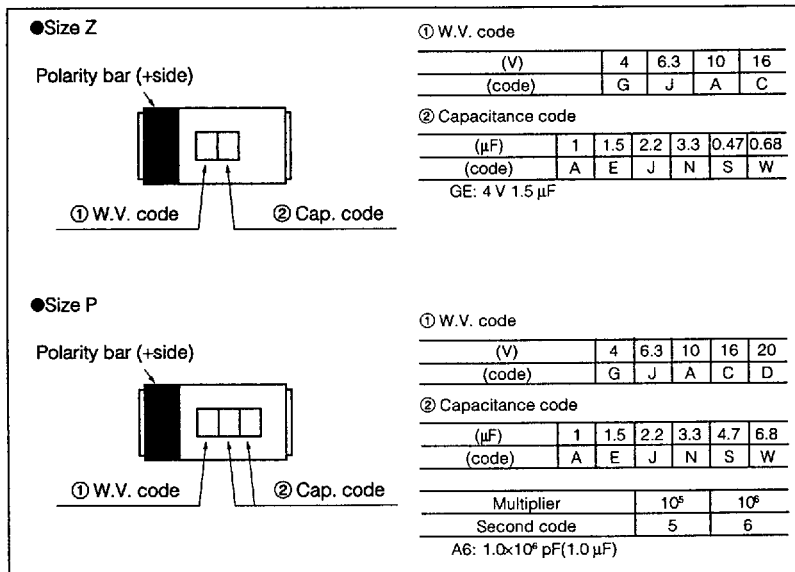 ●Size Z
Polarity bar (+side)
① W.V. code ② Cap. code
① W.V. code
(V) 4 6.3 10 16
(code) G J A C
② Capacitance code
(μF) 1 1.5 2.2 3.3 0.47 0.68
(code) A E J N S W
GE: 4 V 1.5 μF
●Size P
Polarity bar (+side)
① W.V. code ② Cap. code
① W.V. code
(V) 4 6.3 10 16 20
(code) G J A C D
② Capacitance code
(μF) 1 1.5 2.2 3.3 4.7 6.8
(code) A E J N S W
Multiplier 10⁵ 10⁶
Second code 5 6
A6: 1.0×10⁶ pF(1.0 μF)